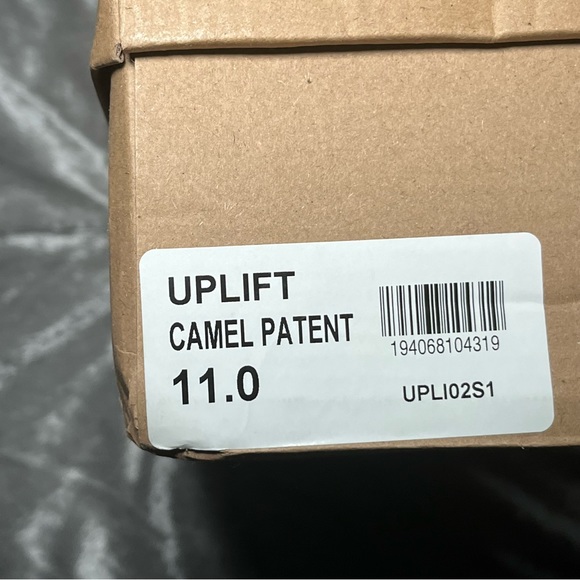 UPLIFT
CAMEL PATENT
11.0
194068104319
UPLI02S1